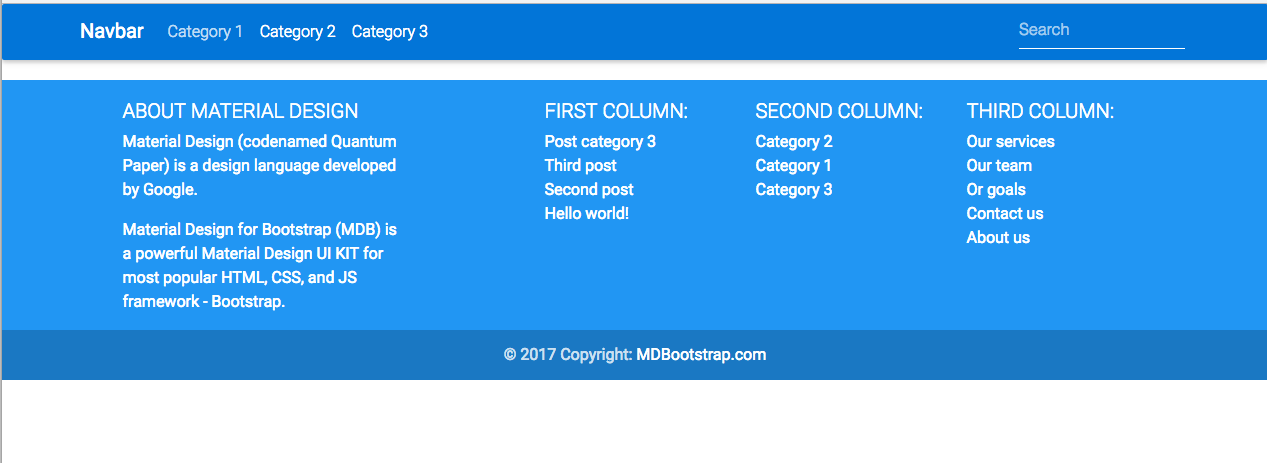 Navbar Category 1 Category 2 Category 3 Search
ABOUT MATERIAL DESIGN
Material Design (codenamed Quantum
Paper) is a design language developed
by Google.
Material Design for Bootstrap (MDB) is
a powerful Material Design UI KIT for
most popular HTML, CSS, and JS
framework - Bootstrap.
FIRST COLUMN:
Post category 3
Third post
Second post
Hello world!
SECOND COLUMN:
Category 2
Category 1
Category 3
THIRD COLUMN:
Our services
Our team
Or goals
Contact us
About us
© 2017 Copyright: MDBootstrap.com